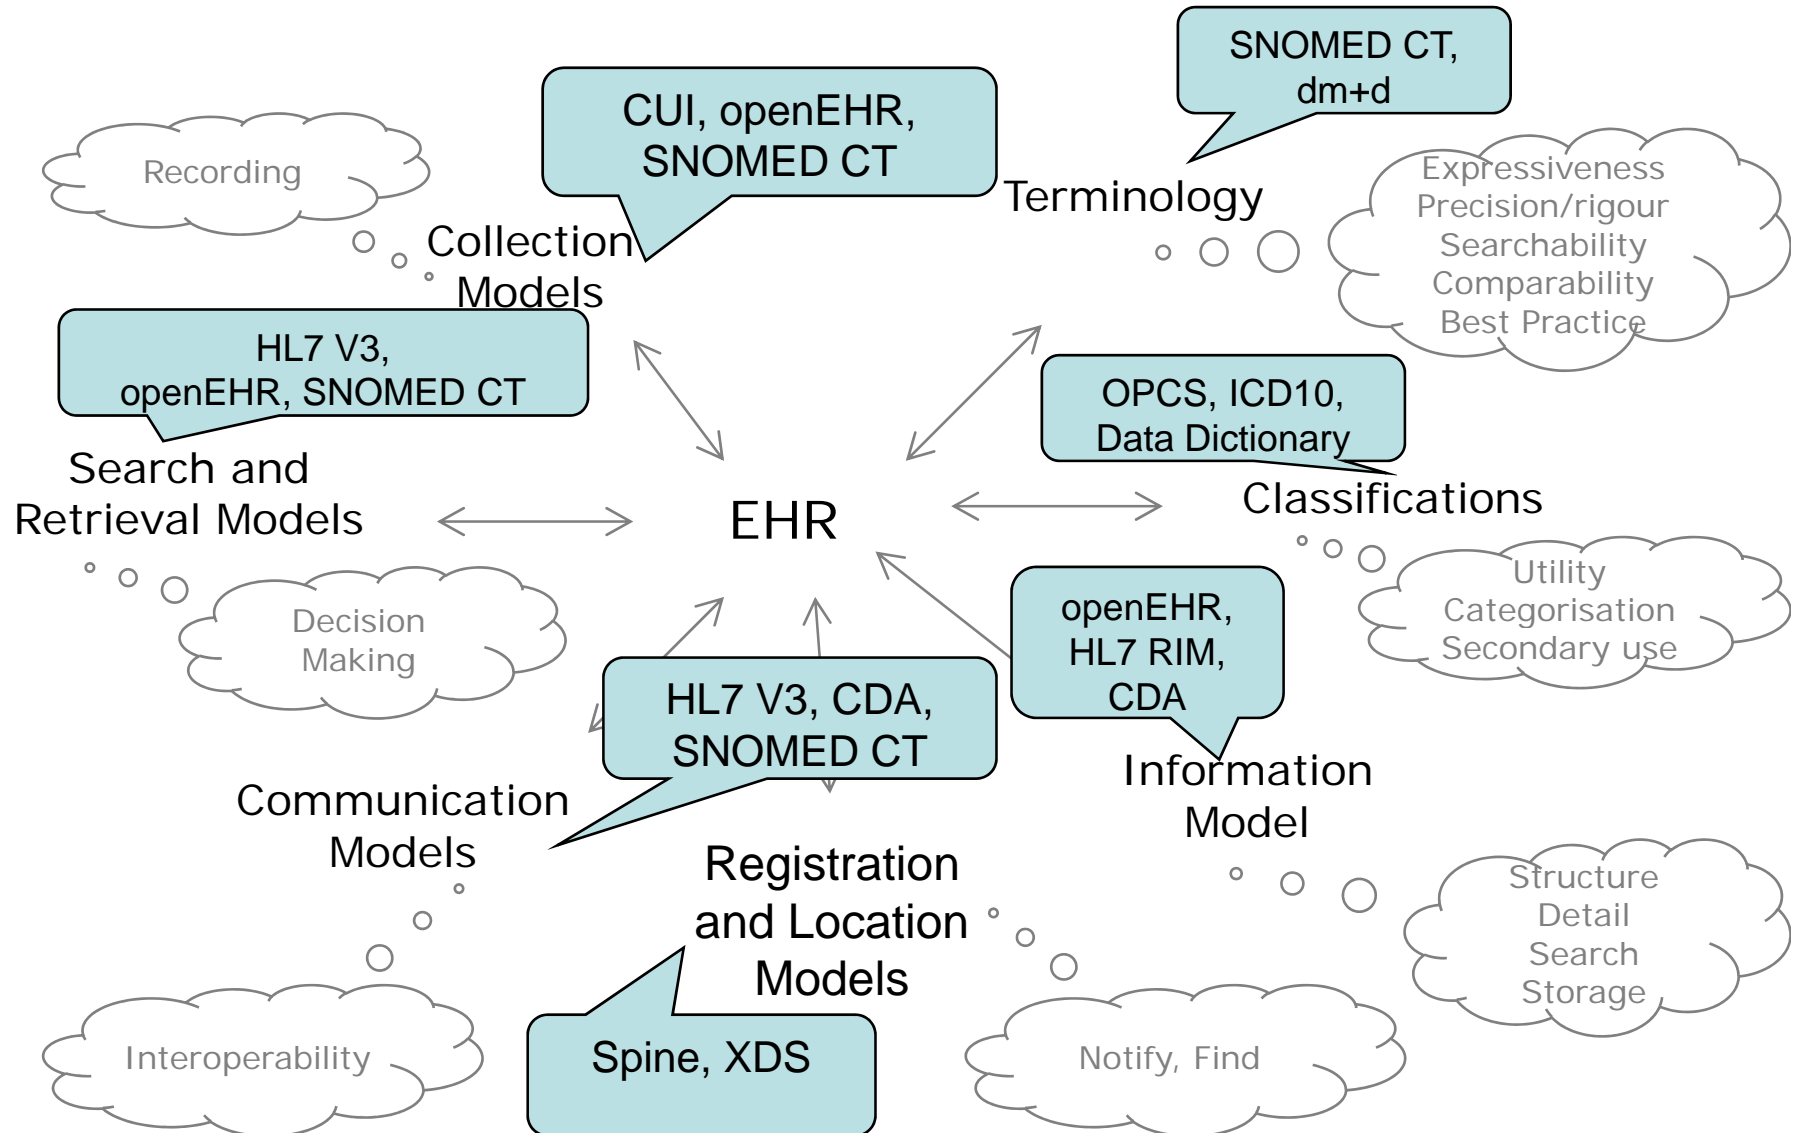 SNOMED CT,
dm+d
CUI, openEHR,
SNOMED CT
Recording
Terminology
Expressiveness
Precision/rigour
Searchability
Comparability
Best Practice
Collection
Models
HL7 V3,
openEHR, SNOMED CT
OPCS, ICD10,
Data Dictionary
Search and
Retrieval Models
EHR
Classifications
Decision
Making
Utility
Categorisation
Secondary use
openEHR,
HL7 RIM,
CDA
HL7 V3, CDA,
SNOMED CT
Information
Model
Communication
Models
Registration
and Location
Models
Structure
Detail
Search
Storage
Interoperability
Spine, XDS
Notify, Find